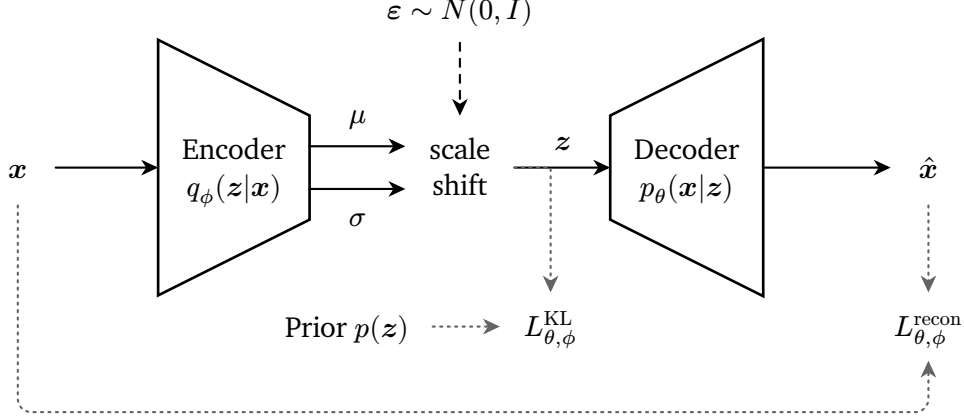 ε ∼ N(0, I)
x
Encoder
q_ϕ(z|x)
μ
σ
scale
shift
z
Decoder
p_θ(x|z)
x̂
Prior p(z)
L^KL_θ,ϕ
L^recon_θ,ϕ